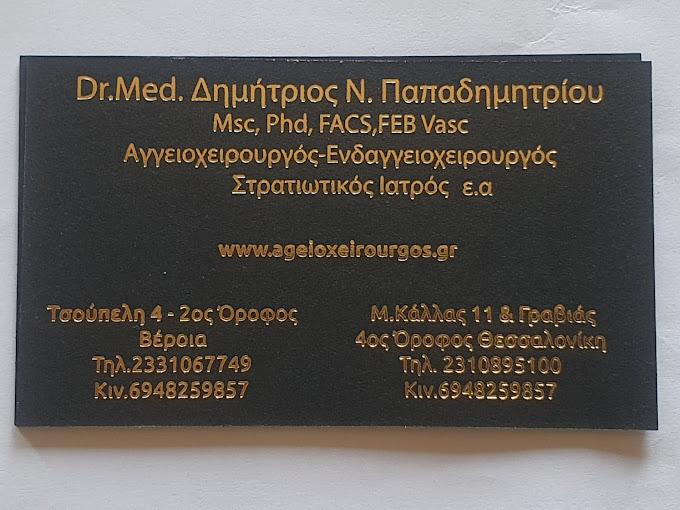 Dr.Med. Δημήτριος Ν. Παπαδημητρίου
Msc, Phd, FACS,FEB Vasc
Αγγειοχειρουργός-Ενδαγγειοχειρουργός
Στρατιωτικός Ιατρός ε.α
www.ageloxelrourgos.gr
Τσούπελη 4 - 2ος Όροφος
Βέροια
Τηλ.2331067749
Κιν.6948259857
Μ.Κάλλας 11 & Γραβιάς
4ος Όροφος Θεσσαλονίκη
Τηλ. 2310895100
Κιν.6948259857